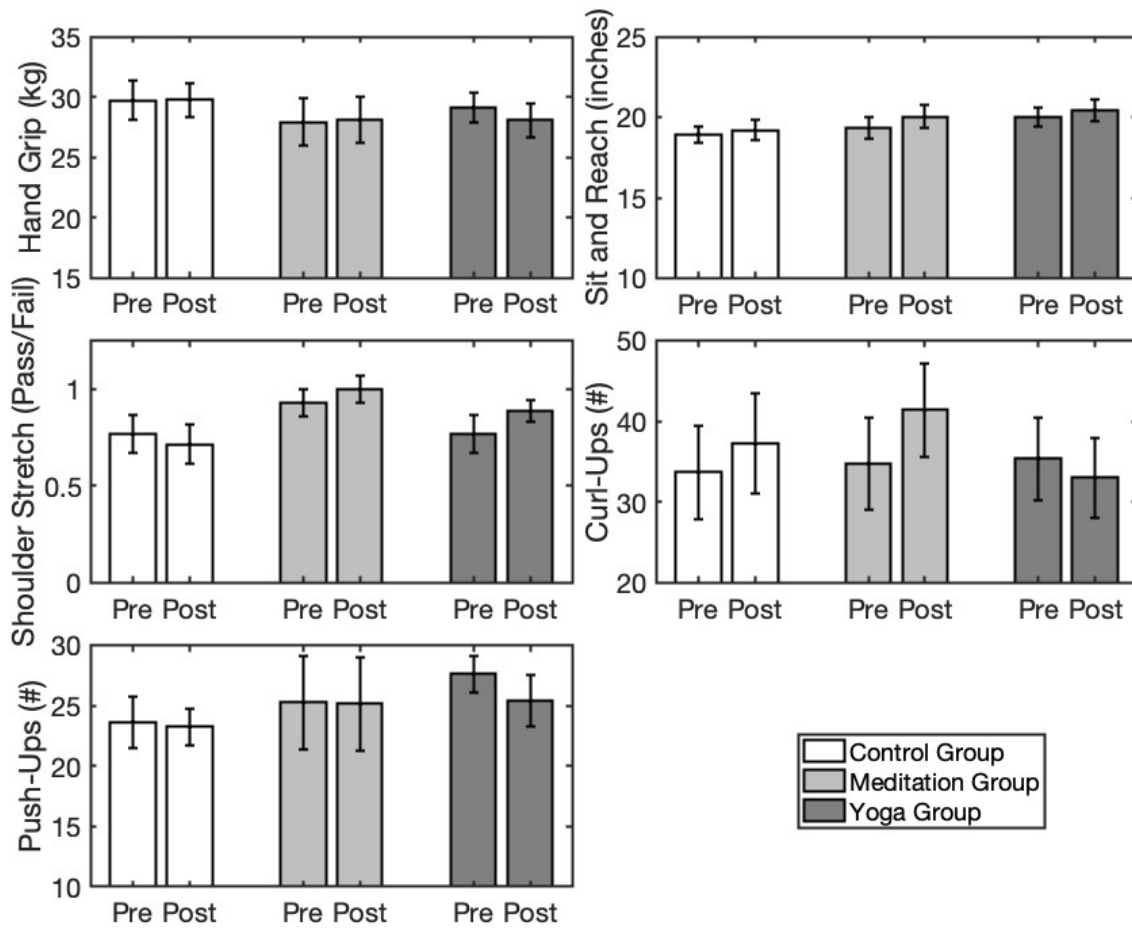 Hand Grip (kg)
35
30
25
20
15
Pre Post Pre Post Pre Post
Sit and Reach (inches)
25
20
15
10
Pre Post Pre Post Pre Post
Shoulder Stretch (Pass/Fail)
1
0.5
0
Pre Post Pre Post Pre Post
Curl-Ups (#)
50
40
30
20
Pre Post Pre Post Pre Post
Push-Ups (#)
30
25
20
15
10
Pre Post Pre Post Pre Post
Control Group
Meditation Group
Yoga Group